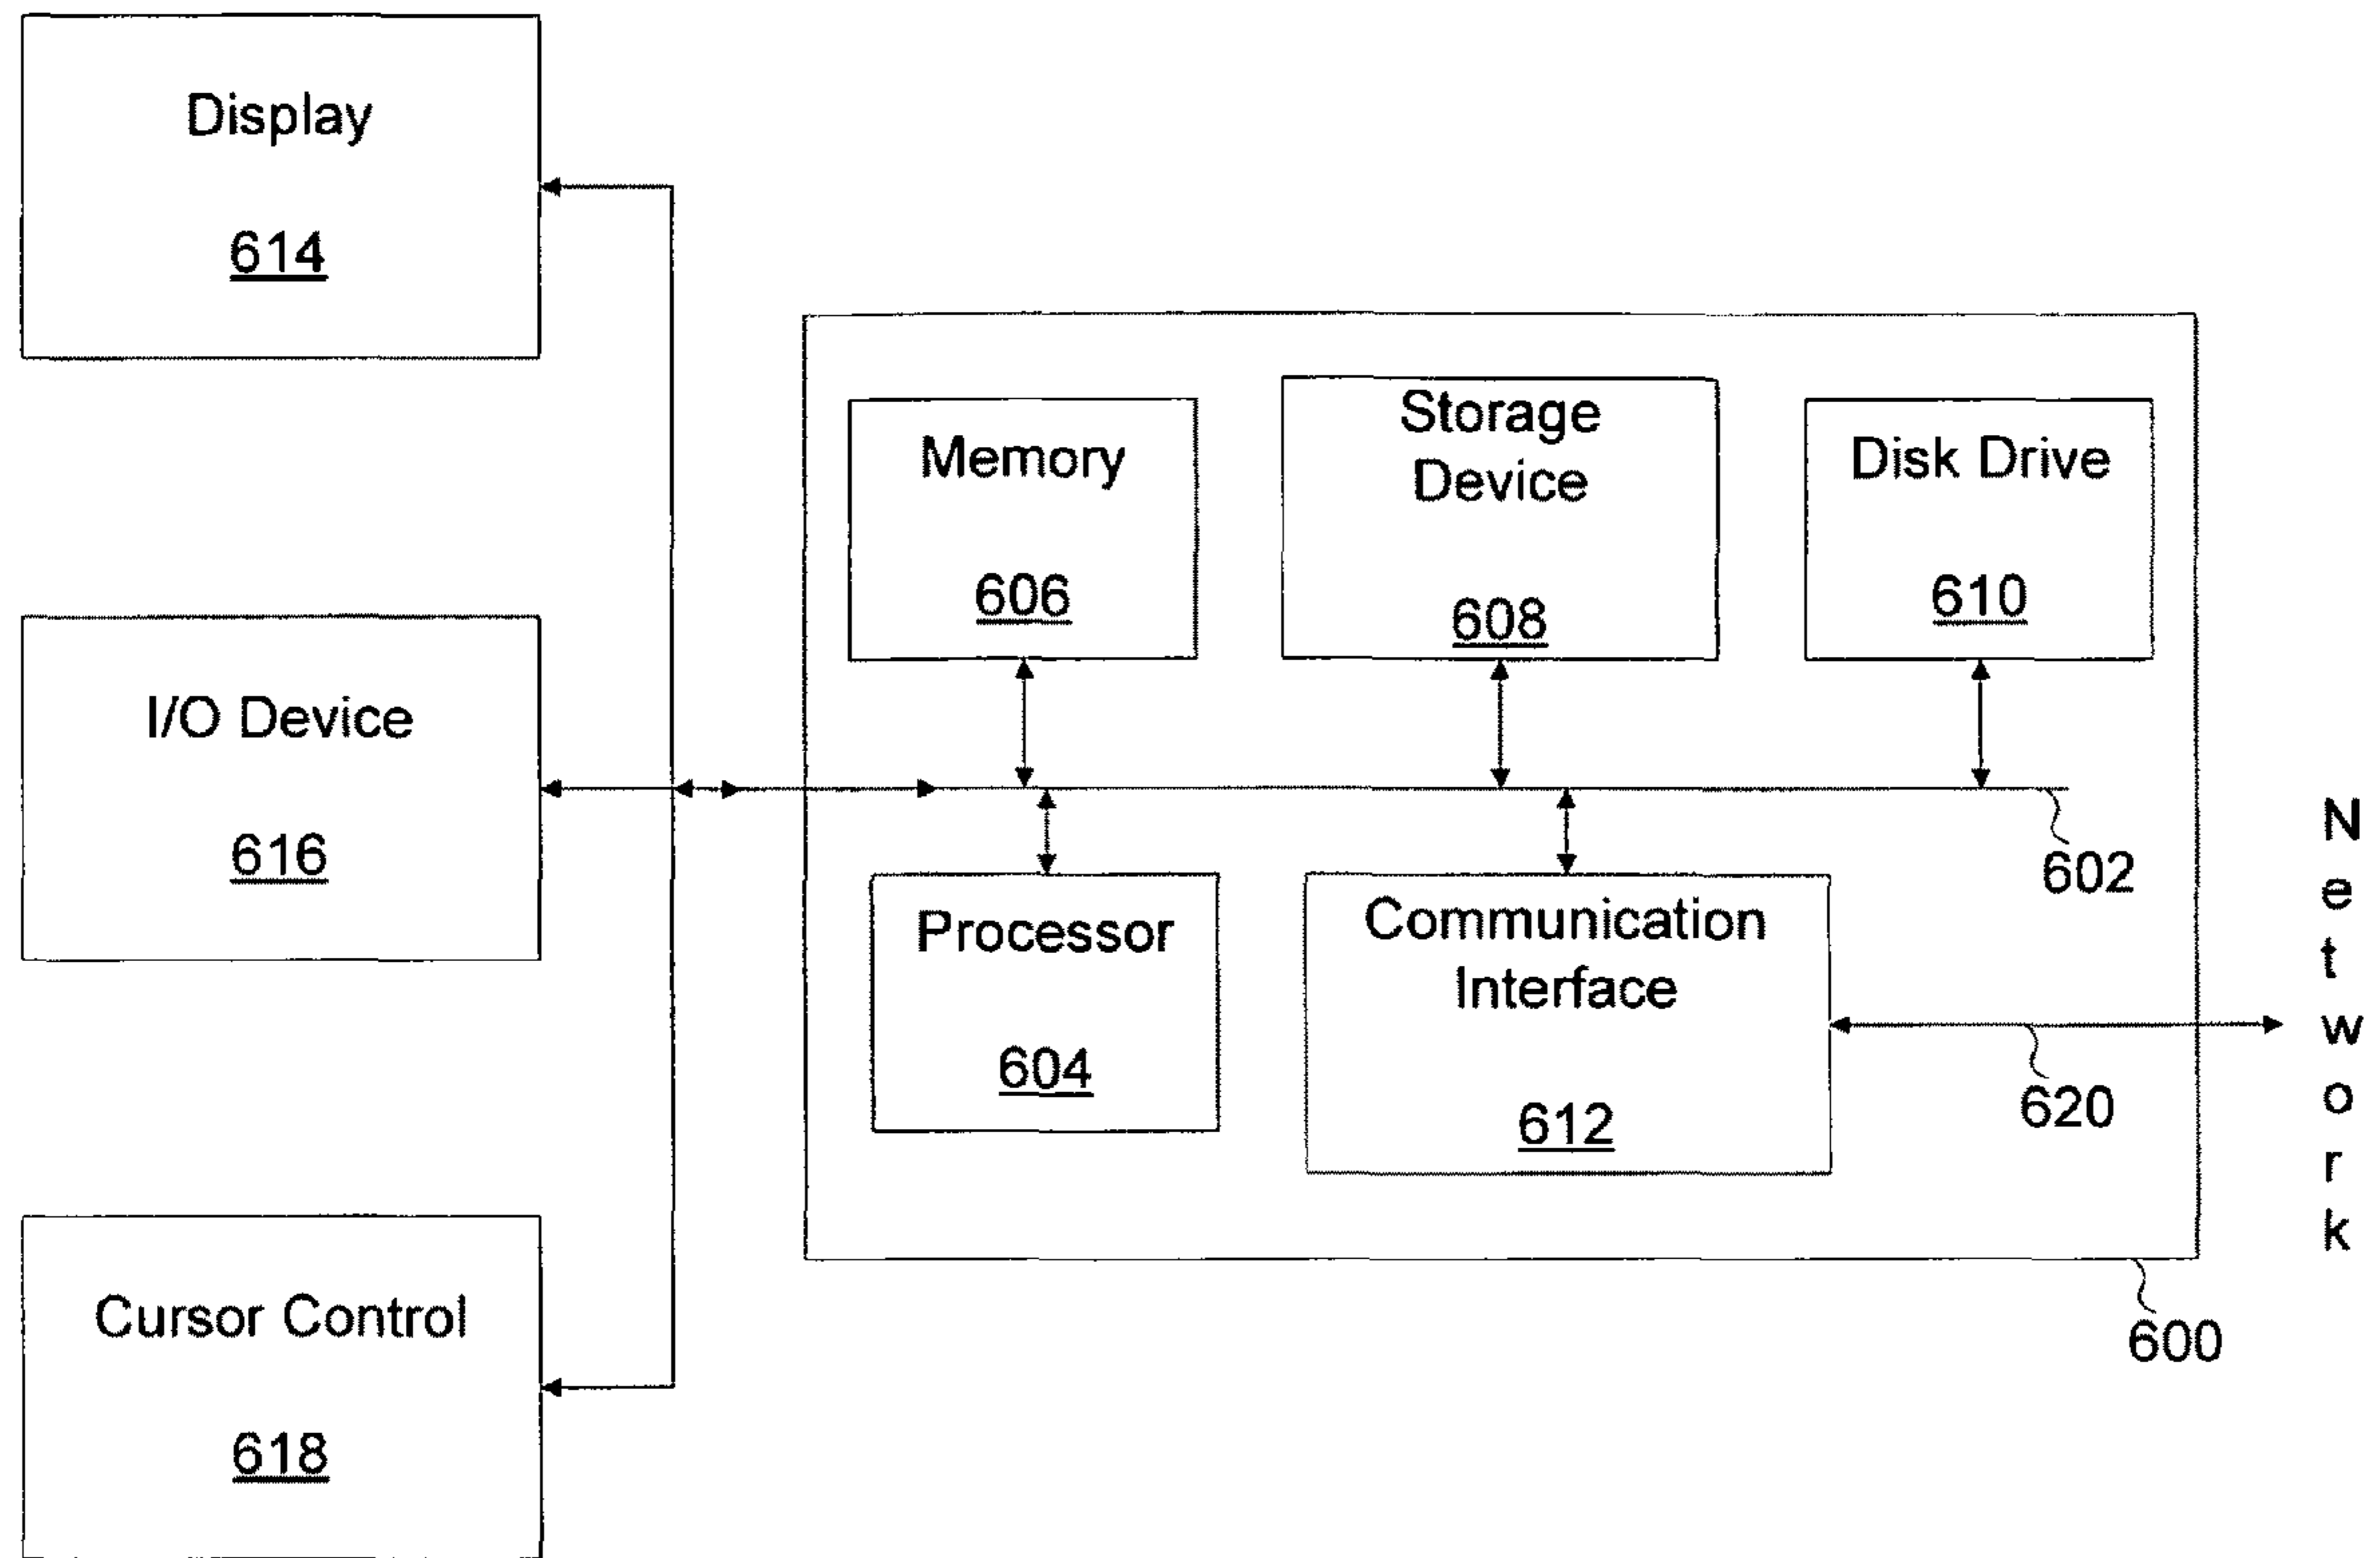 Display
614
I/O Device
616
Cursor Control
618
Memory
606
Storage
Device
608
Disk Drive
610
602
Processor
604
Communication
Interface
612
620
600
Network